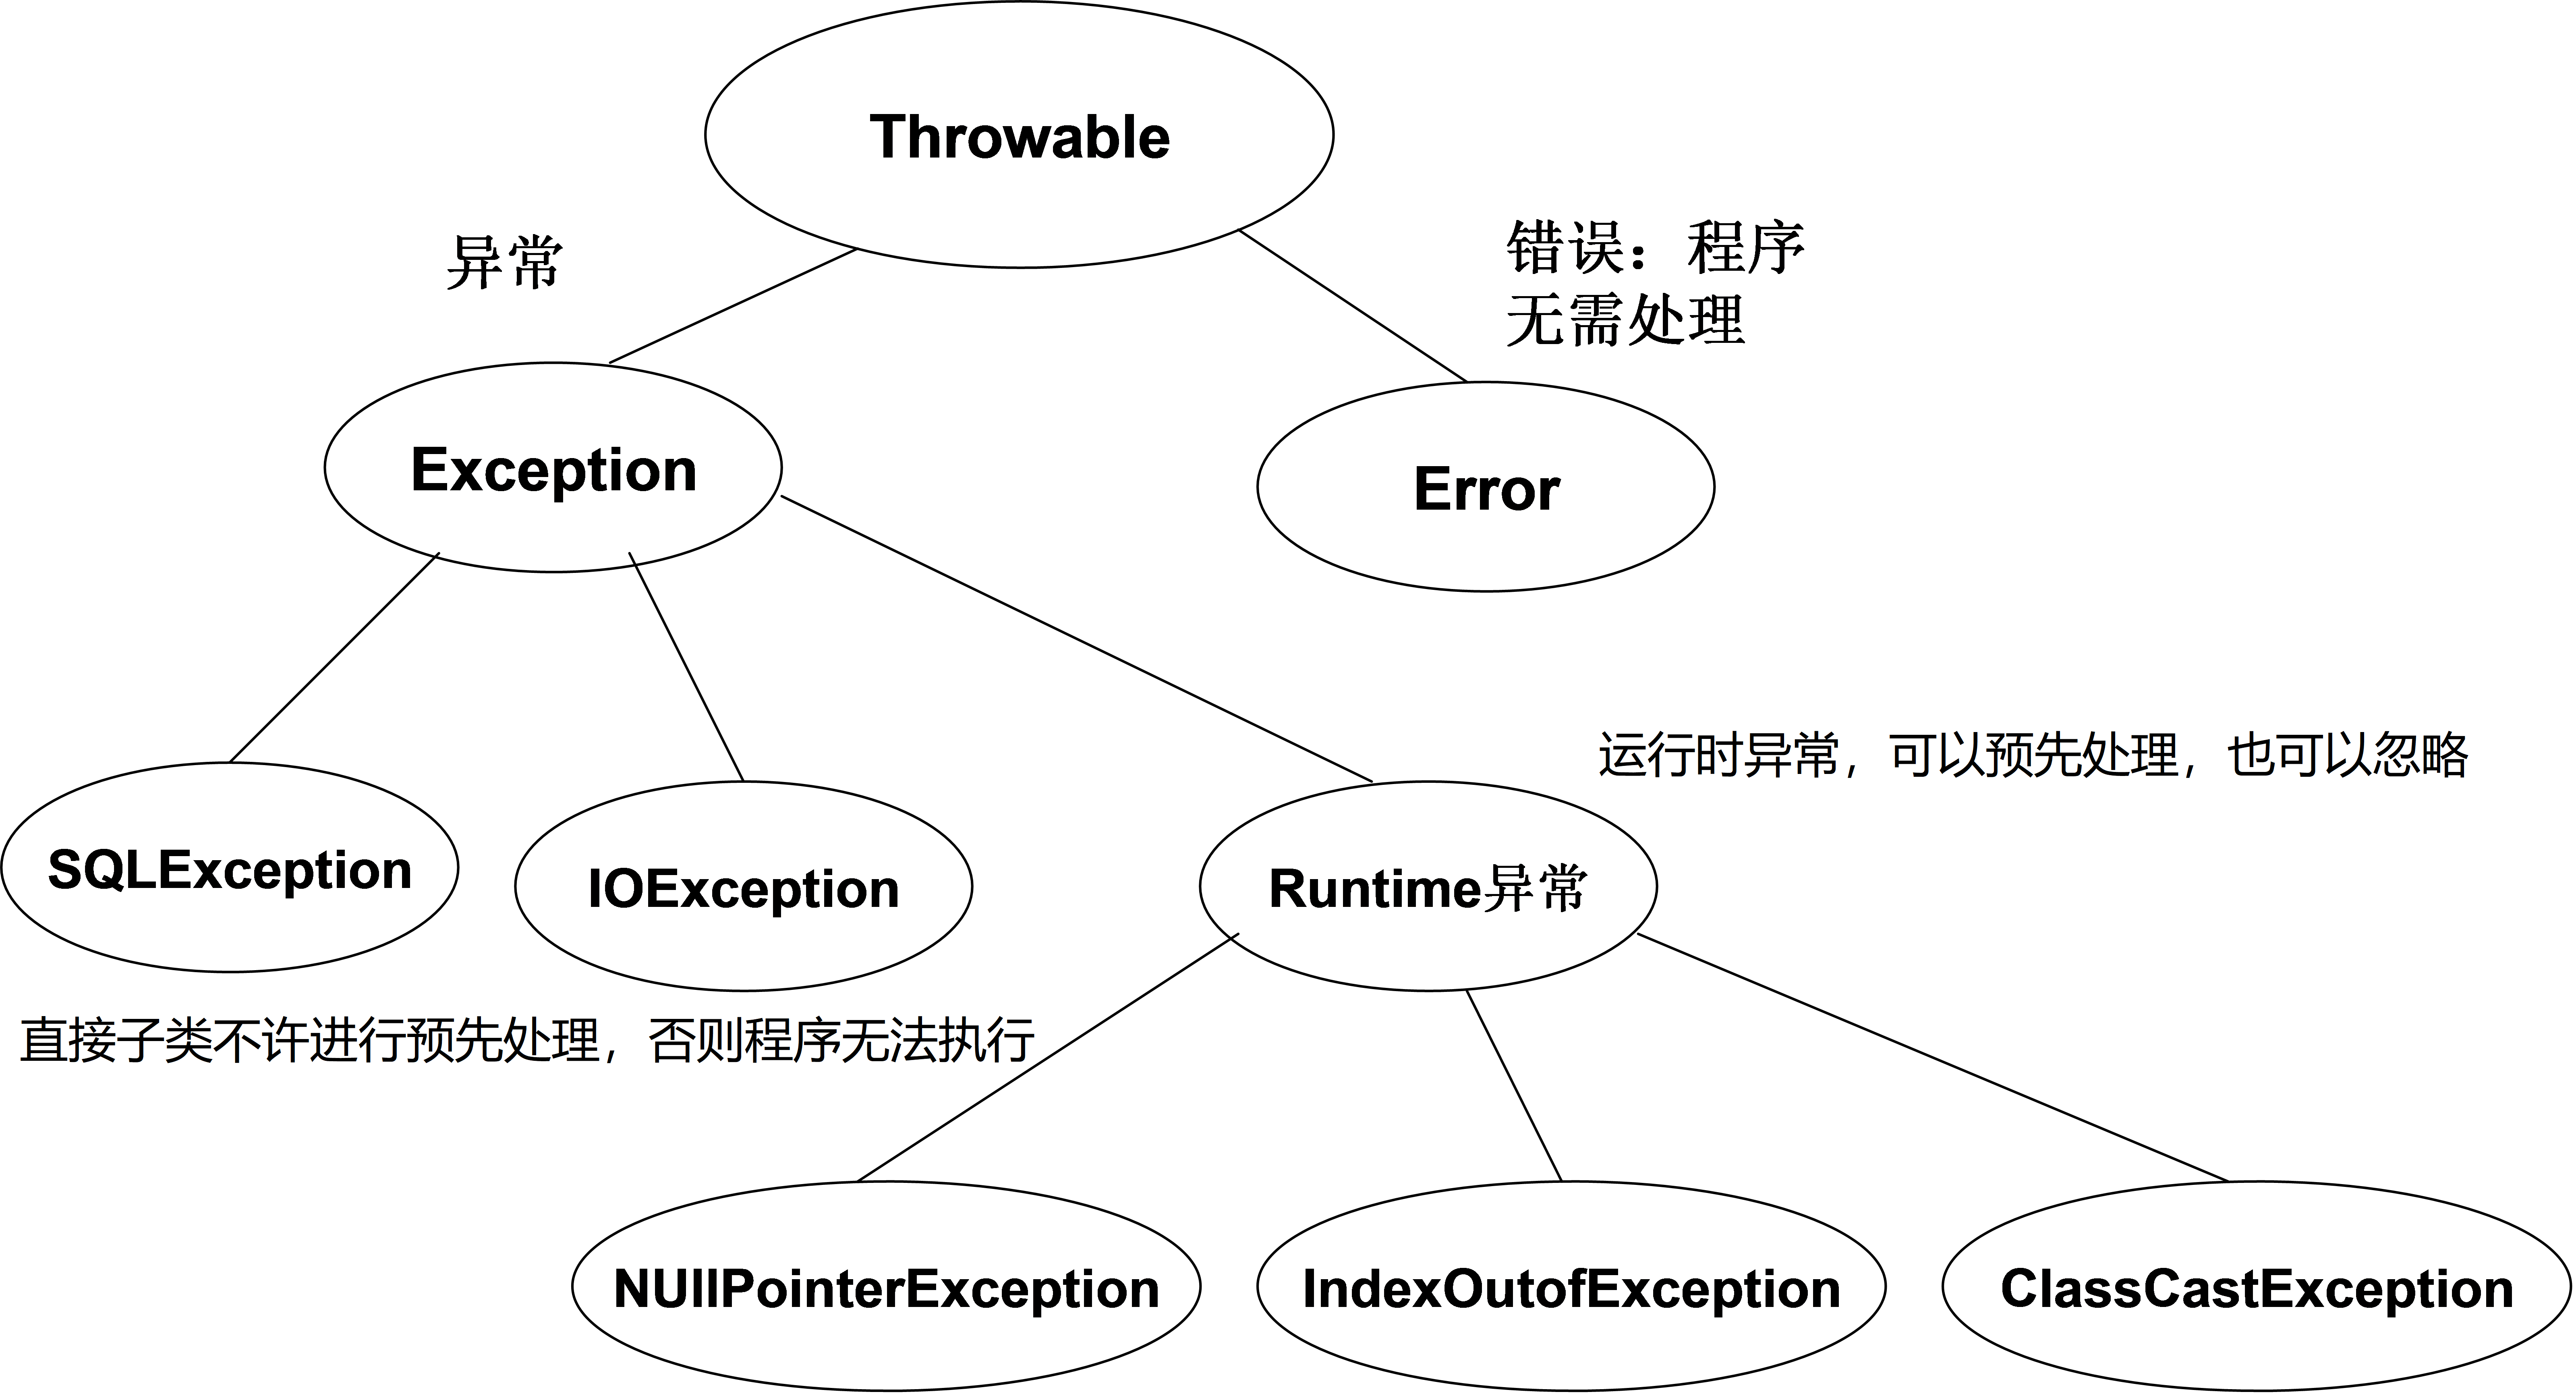 Throwable
异常
错误：程序
无需处理
Exception
Error
运行时异常，可以预先处理，也可以忽略
SQLException
IOException
Runtime异常
直接子类不许进行预先处理，否则程序无法执行
NUllPointerException
IndexOutofException
ClassCastException